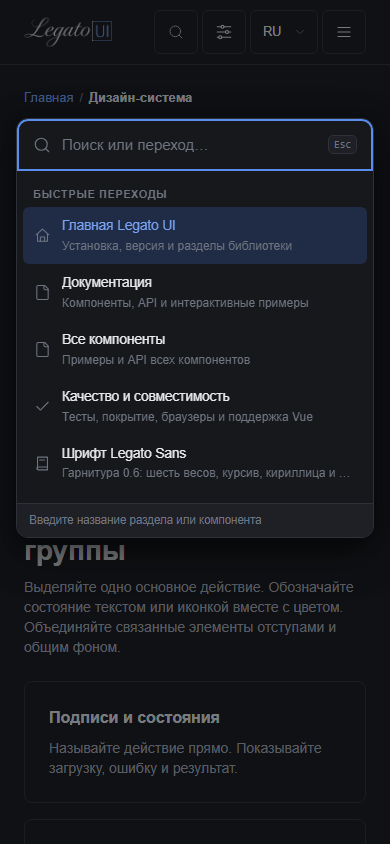 Legato UI
RU
Главная / Дизайн-система
Поиск или переход...
Esc
БЫСТРЫЕ ПЕРЕХОДЫ
Главная Legato UI
Установка, версия и разделы библиотеки
Документация
Компоненты, API и интерактивные примеры
Все компоненты
Примеры и API всех компонентов
Качество и совместимость
Тесты, покрытие, браузеры и поддержка Vue
Шрифт Legato Sans
Гарнитура 0.6: шесть весов, курсив, кириллица и ...
Введите название раздела или компонента
группы
Выделяйте одно основное действие. Обозначайте
состояние текстом или иконкой вместе с цветом.
Объединяйте связанные элементы отступами и
общим фоном.
Подписи и состояния
Называйте действие прямо. Показывайте
загрузку, ошибку и результат.